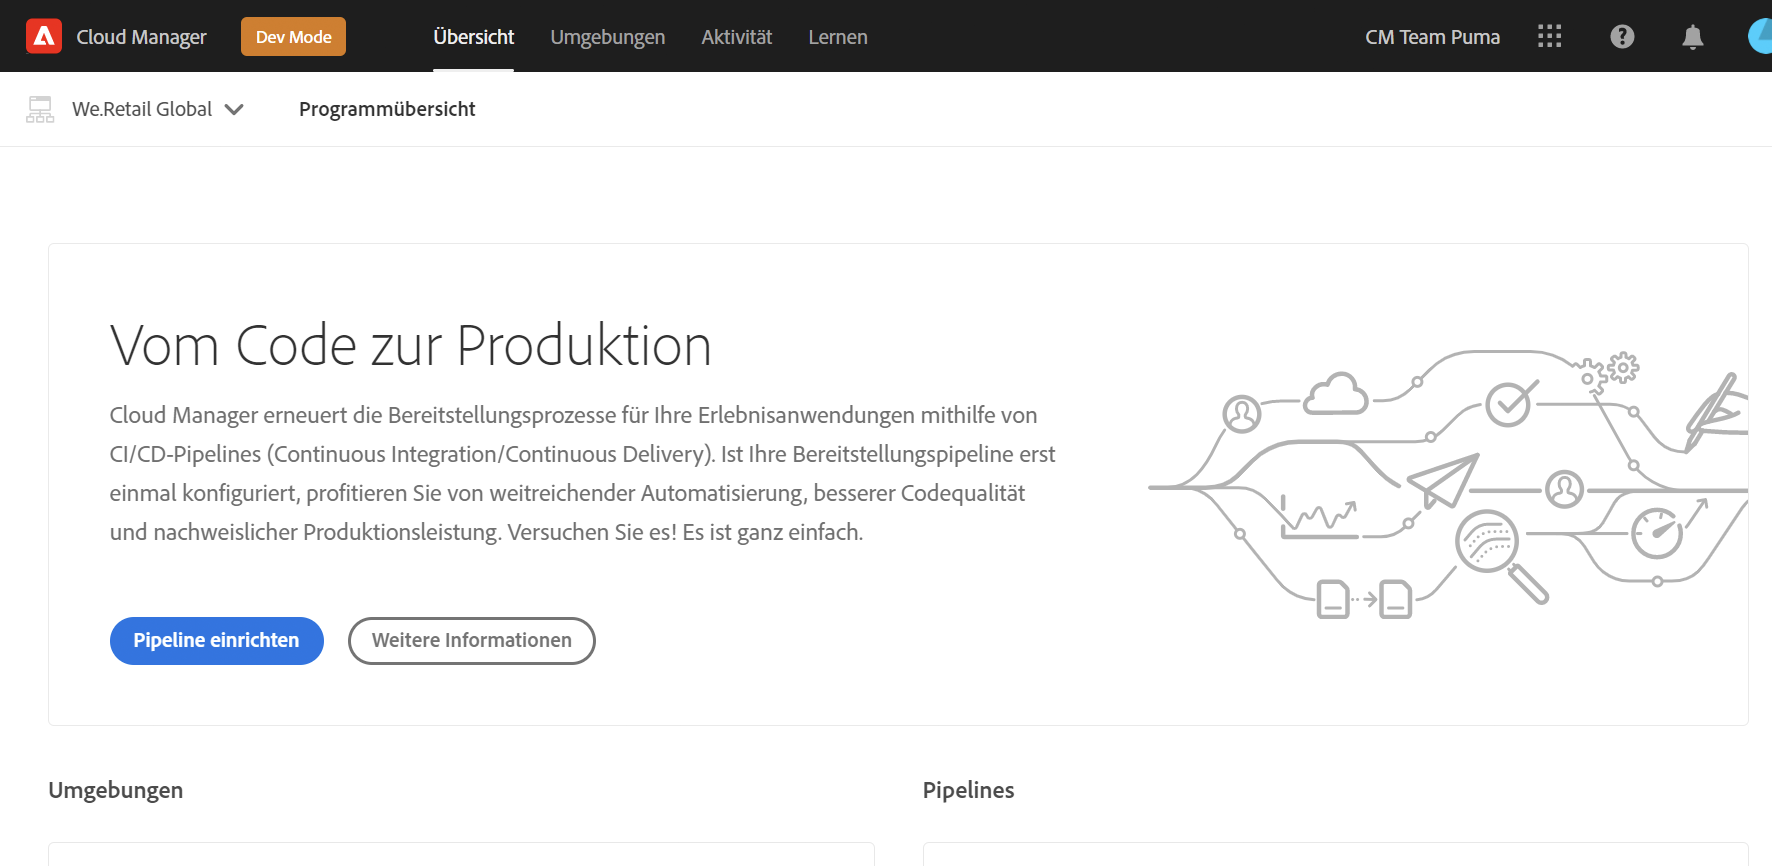 Cloud Manager
Dev Mode
Übersicht
Umgebungen
Aktivität
Lernen
CM Team Puma
We.Retail Global
Programmübersicht
Vom Code zur Produktion
Cloud Manager erneuert die Bereitstellungsprozesse für Ihre Erlebnisanwendungen mithilfe von
CI/CD-Pipelines (Continuous Integration/Continuous Delivery). Ist Ihre Bereitstellungspipeline erst
einmal konfiguriert, profitieren Sie von weitreichender Automatisierung, besserer Codequalität
und nachweislicher Produktionsleistung. Versuchen Sie es! Es ist ganz einfach.
Pipeline einrichten
Weitere Informationen
Umgebungen
Pipelines